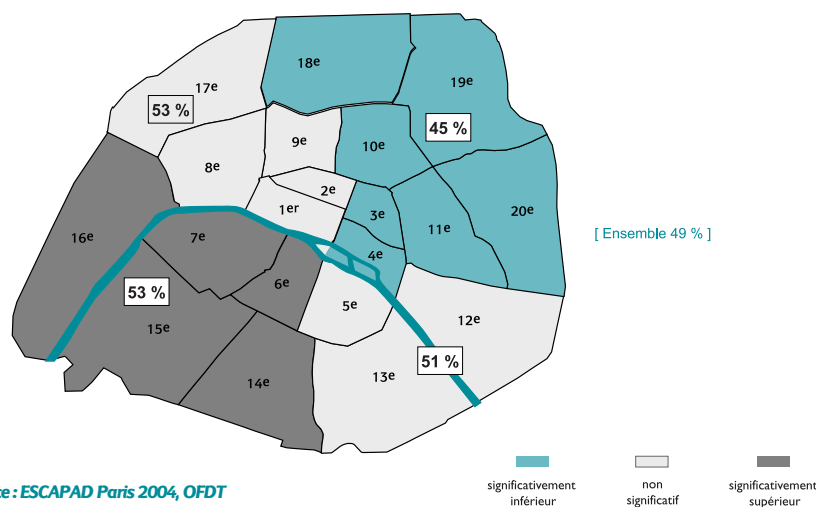 18e
17e
19e
53 %
45 %
9e
10e
8e
2e
1er
3e
20e
11e
16e
7e
[ Ensemble 49 % ]
4e
6e
53 %
5e
12e
15e
51 %
13e
14e
e : ESCAPAD Paris 2004, OFDT
significativement
inférieur
non
significatif
significativement
supérieur